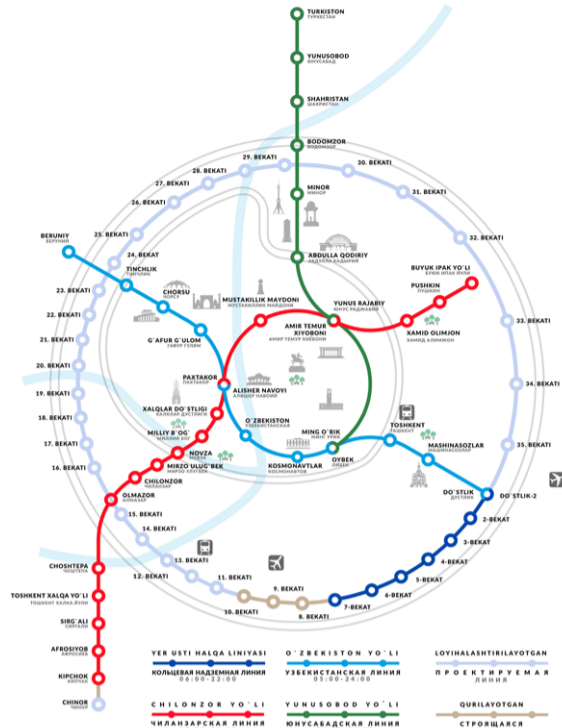 TURKISTON
ТУРКЕСТАН
YUNUSOBOD
ЮНУСАБАД
SHAHRISTAN
ШАХРИСТАН
BODOMZOR
БОДОМЗОР
29. BEKATI
28. BEKATI
30. BEKATI
27. BEKATI
31. BEKATI
26. BEKATI
MINOR
МИНОР
25. BEKATI
32. BEKATI
24. BEKAT
BERUNIY
БЕРУНИЙ
ABDULLA QODIRIY
АБДУЛЛА КАДЫРИЙ
TINCHLIK
ТИНЧЛИК
BUYUK IPAK YO`LI
БУЮК ИПАК ЙУЛИ
23. BEKATI
CHORSU
ЧОРСУ
PUSHKIN
ПУШКИН
MUSTAKILLIK MAYDONI
МУСТАКИЛЛИК МАЙДОНИ
YUNUS RAJABIY
ЮНУС РАДЖАБИЙ
22. BEKATI
33. BEKATI
AMIR TEMUR
XIYOBONI
АМИР ТЕМУР ХИЁБОНИ
XAMID OLIMJON
ХАМИД АЛИМЖОН
G`AFUR G`ULOM
ГАФУР ГУЛЯМ
21. BEKATI
20. BEKATI
PAXTAKOR
ПАХТАКОР
ALISHER NAVOYI
АЛИШЕР НАВОИЙ
34. BEKATI
19. BEKATI
XALQLAR DO`STLIGI
ХАЛКЛАР ДУСТЛИГИ
18. BEKATI
MILLIY B`OG`
МИЛЛИЙ БОГ
O`ZBEKISTON
УЗБЕКИСТАНСКАЯ
MING O`RIK
МИНГ УРИК
TOSHKENT
ТАШКЕНТ
17. BEKATI
NOVZA
НОВЗА
MASHINASOZLAR
МАШИНАСОЗЛАР
35. BEKATI
MIRZO ULUG`BEK
МИРЗО УЛУГБЕК
OYBEK
ОЙБЕК
KOSMONAVTLAR
КОСМОНАВТОВ
16. BEKATI
CHILONZOR
ЧИЛАНЗАР
OLMAZOR
АЛМАЗАР
DO`STLIK
ДУСТЛИК
DO`STLIK-2
15. BEKATI
2-BEKAT
14. BEKATI
3-BEKAT
13. BEKATI
4-BEKAT
CHOSHTEPA
ЧОШТЕПА
12. BEKATI
11. BEKATI
5-BEKAT
9. BEKATI
6-BEKAT
TOSHKENT XALQA YO`LI
ТОШКЕНТ ХАЛКА ЙУЛИ
10. BEKATI
8. BEKATI
7-BEKAT
SIRG`ALI
СИРГАЛИ
AFROSIYOB
АФРОСИЁБ
KIPCHOK
КИПЧАК
CHINOR
ЧИНОР
YER USTI HALQA LINIYASI
КОЛЬЦЕВАЯ НАДЗЕМНАЯ ЛИНИЯ
06:00-22:00
O`ZBEKISTON YO`LI
УЗБЕКИСТАНСКАЯ ЛИНИЯ
05:00-24:00
LOYIHALASHTIRILAYOTGAN
ПРОЕКТИРУЕМАЯ
ЛИНИЯ
CHILONZOR YO`LI
ЧИЛАНЗАРСКАЯ ЛИНИЯ
YUNUSOBOD YO`LI
ЮНУСАБАДСКАЯ ЛИНИЯ
QURILAYOTGAN
СТРОЯЩАЯСЯ